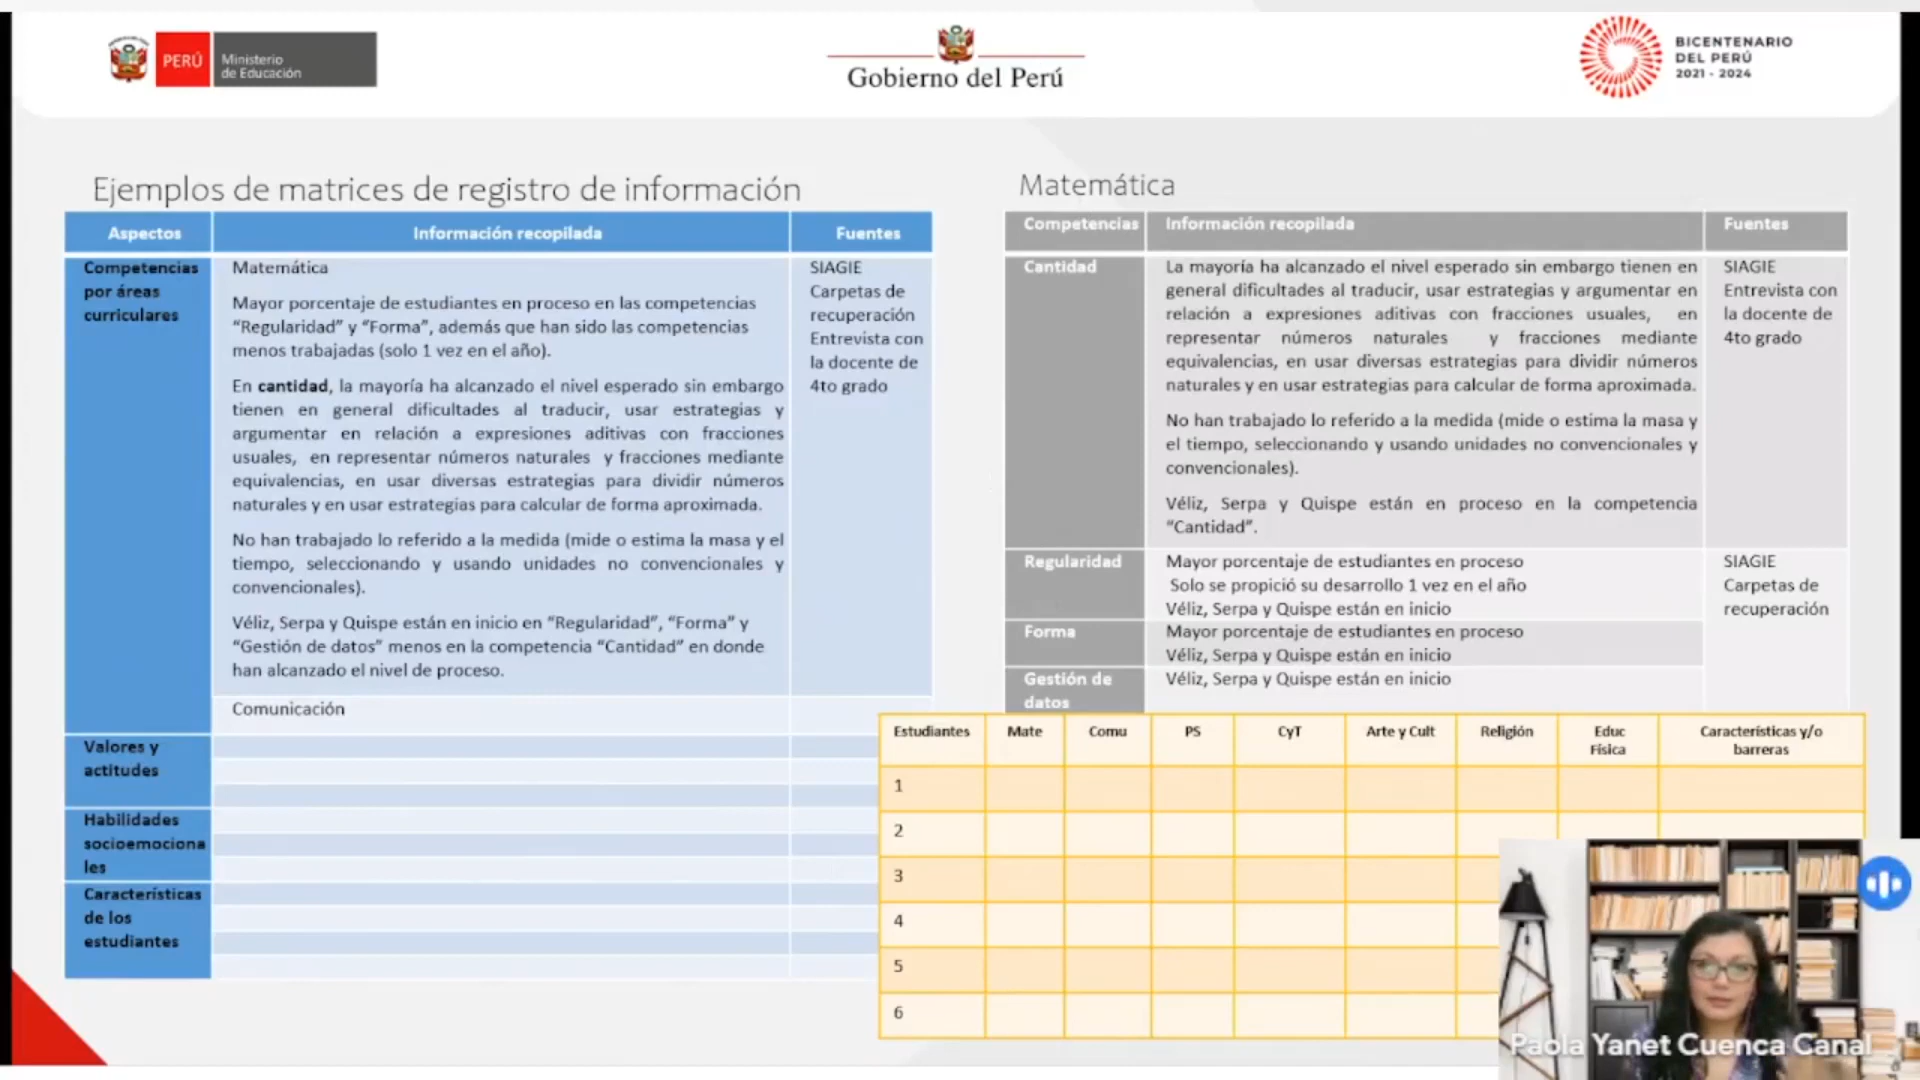 PERÚ
Ministerio
de Educación
Gobierno del Perú
BICENTENARIO
DEL PERÚ
2021 - 2024
Ejemplos de matrices de registro de información
Aspectos
Información recopilada
Fuentes
Competencias
por áreas
curriculares
Matemática
Mayor porcentaje de estudiantes en proceso en las competencias
“Regularidad” y “Forma”, además que han sido las competencias
menos trabajadas (solo 1 vez en el año).
En cantidad, la mayoría ha alcanzado el nivel esperado sin embargo
tienen en general dificultades al traducir, usar estrategias y
argumentar en relación a expresiones aditivas con fracciones
usuales, en representar números naturales y fracciones mediante
equivalencias, en usar diversas estrategias para dividir números
naturales y en usar estrategias para calcular de forma aproximada.
No han trabajado lo referido a la medida (mide o estima la masa y el
tiempo, seleccionando y usando unidades no convencionales y
convencionales).
Véliz, Serpa y Quispe están en inicio en “Regularidad”, “Forma” y
“Gestión de datos” menos en la competencia “Cantidad” en donde
han alcanzado el nivel de proceso.
SIAGIE
Carpetas de
recuperación
Entrevista con
la docente de
4to grado
Comunicación
Valores y
actitudes
Habilidades
socioemociona
les
Características
de los
estudiantes
Matemática
Competencias
Información recopilada
Fuentes
Cantidad
La mayoría ha alcanzado el nivel esperado sin embargo tienen en
general dificultades al traducir, usar estrategias y argumentar en
relación a expresiones aditivas con fracciones usuales, en
representar números naturales y fracciones mediante
equivalencias, en usar diversas estrategias para dividir números
naturales y en usar estrategias para calcular de forma aproximada.
No han trabajado lo referido a la medida (mide o estima la masa y
el tiempo, seleccionando y usando unidades no convencionales y
convencionales).
Véliz, Serpa y Quispe están en proceso en la competencia
“Cantidad”.
SIAGIE
Entrevista con
la docente de
4to grado
Regularidad
Mayor porcentaje de estudiantes en proceso
Solo se propició su desarrollo 1 vez en el año
Véliz, Serpa y Quispe están en inicio
SIAGIE
Carpetas de
recuperación
Forma
Mayor porcentaje de estudiantes en proceso
Véliz, Serpa y Quispe están en inicio
Gestión de
datos
Véliz, Serpa y Quispe están en inicio
Estudiantes
Mate
Comu
PS
CyT
Arte y Cult
Religión
Educ
Física
Características y/o
barreras
1
2
3
4
5
6
Paola Yanet Cuenca Canal